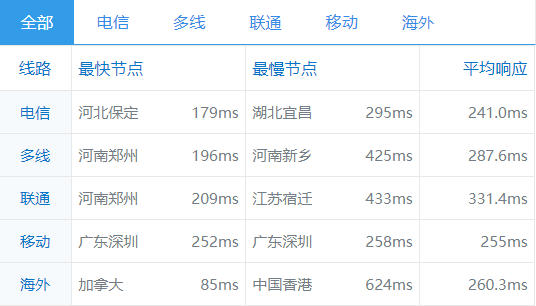 全部 电信 多线 联通 移动 海外
线路 最快节点 最慢节点 平均响应
电信 河北保定 179ms 湖北宜昌 295ms 241.0ms
多线 河南郑州 196ms 河南新乡 425ms 287.6ms
联通 河南郑州 209ms 江苏宿迁 433ms 331.4ms
移动 广东深圳 252ms 广东深圳 258ms 255ms
海外 加拿大 85ms 中国香港 624ms 260.3ms